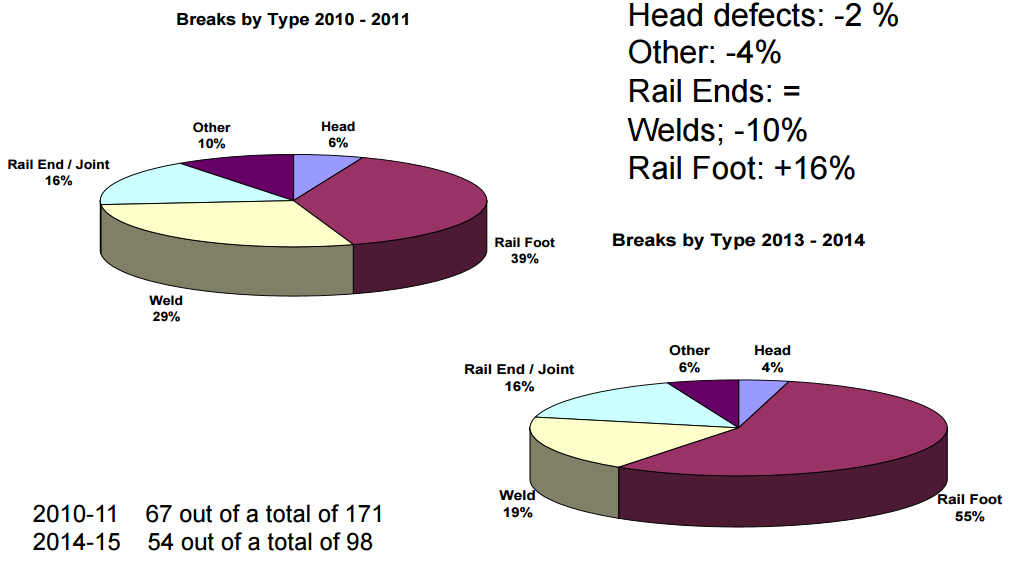 Breaks by Type 2010 - 2011
Other
10%
Head
6%
Rail End / Joint
16%
Rail Foot
39%
Weld
29%
Head defects: -2 %
Other: -4%
Rail Ends: =
Welds; -10%
Rail Foot: +16%
Breaks by Type 2013 - 2014
Other
6%
Head
4%
Rail End / Joint
16%
Weld
19%
Rail Foot
55%
2010-11 67 out of a total of 171
2014-15 54 out of a total of 98